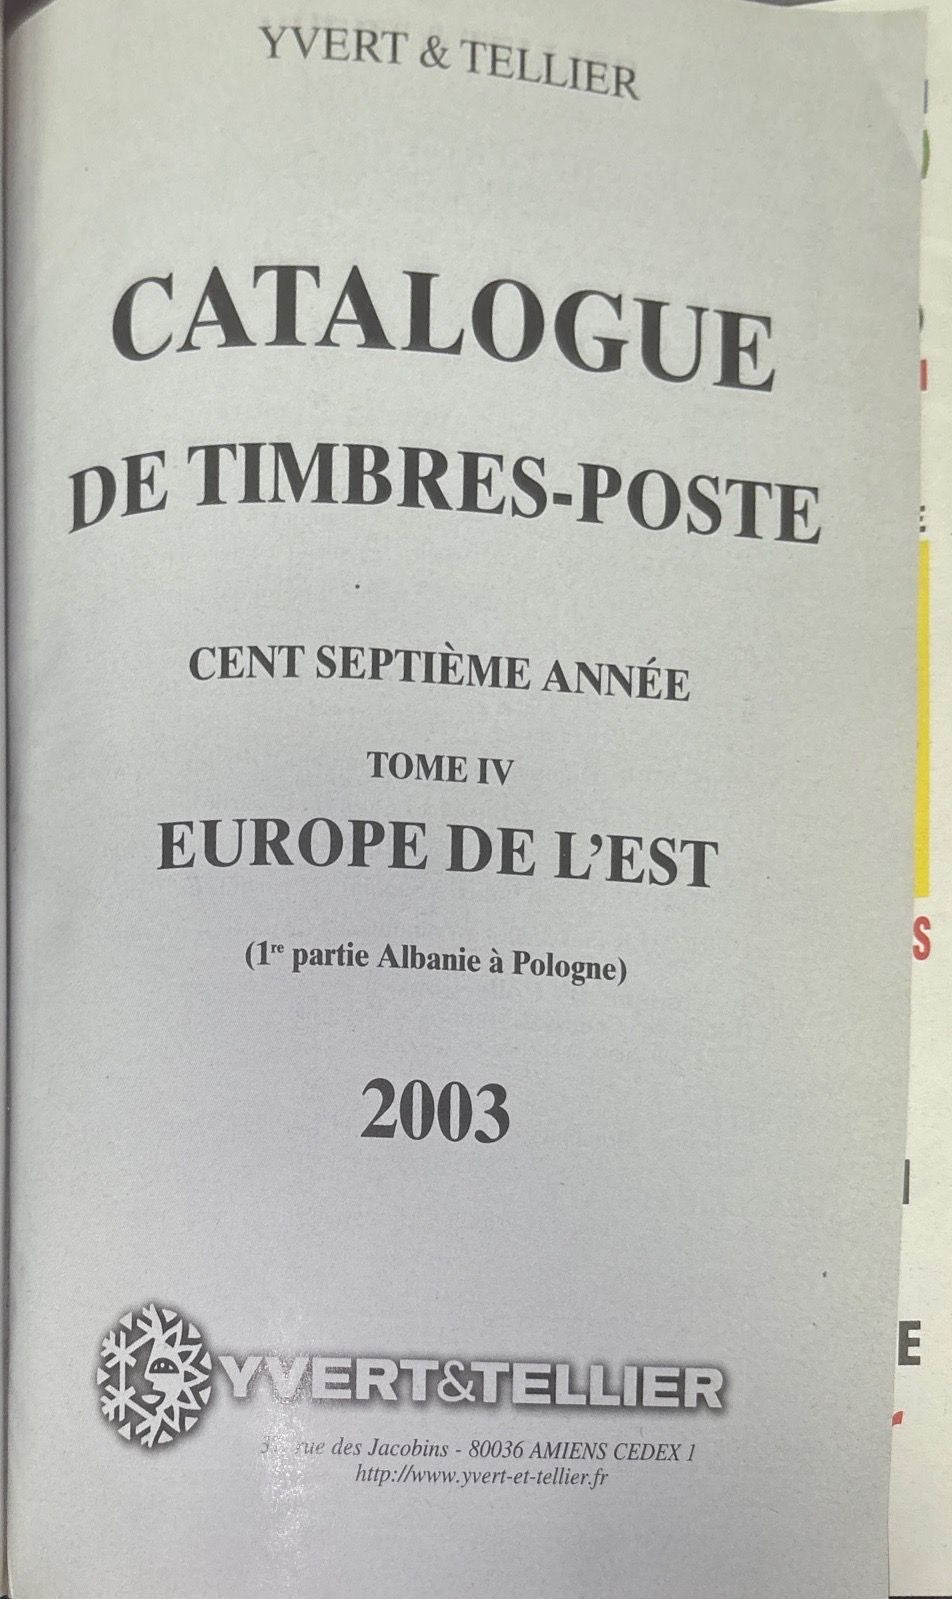 YVERT & TELLIER
CATALOGUE
DE TIMBRES-POSTE
CENT SEPTIÈME ANNÉE
TOME IV
EUROPE DE L'EST
(1re partie Albanie à Pologne)
2003
YVERT&TELLIER
rue des Jacobins - 80036 AMIENS CEDEX 1
http://www.yvert-et-tellier.fr